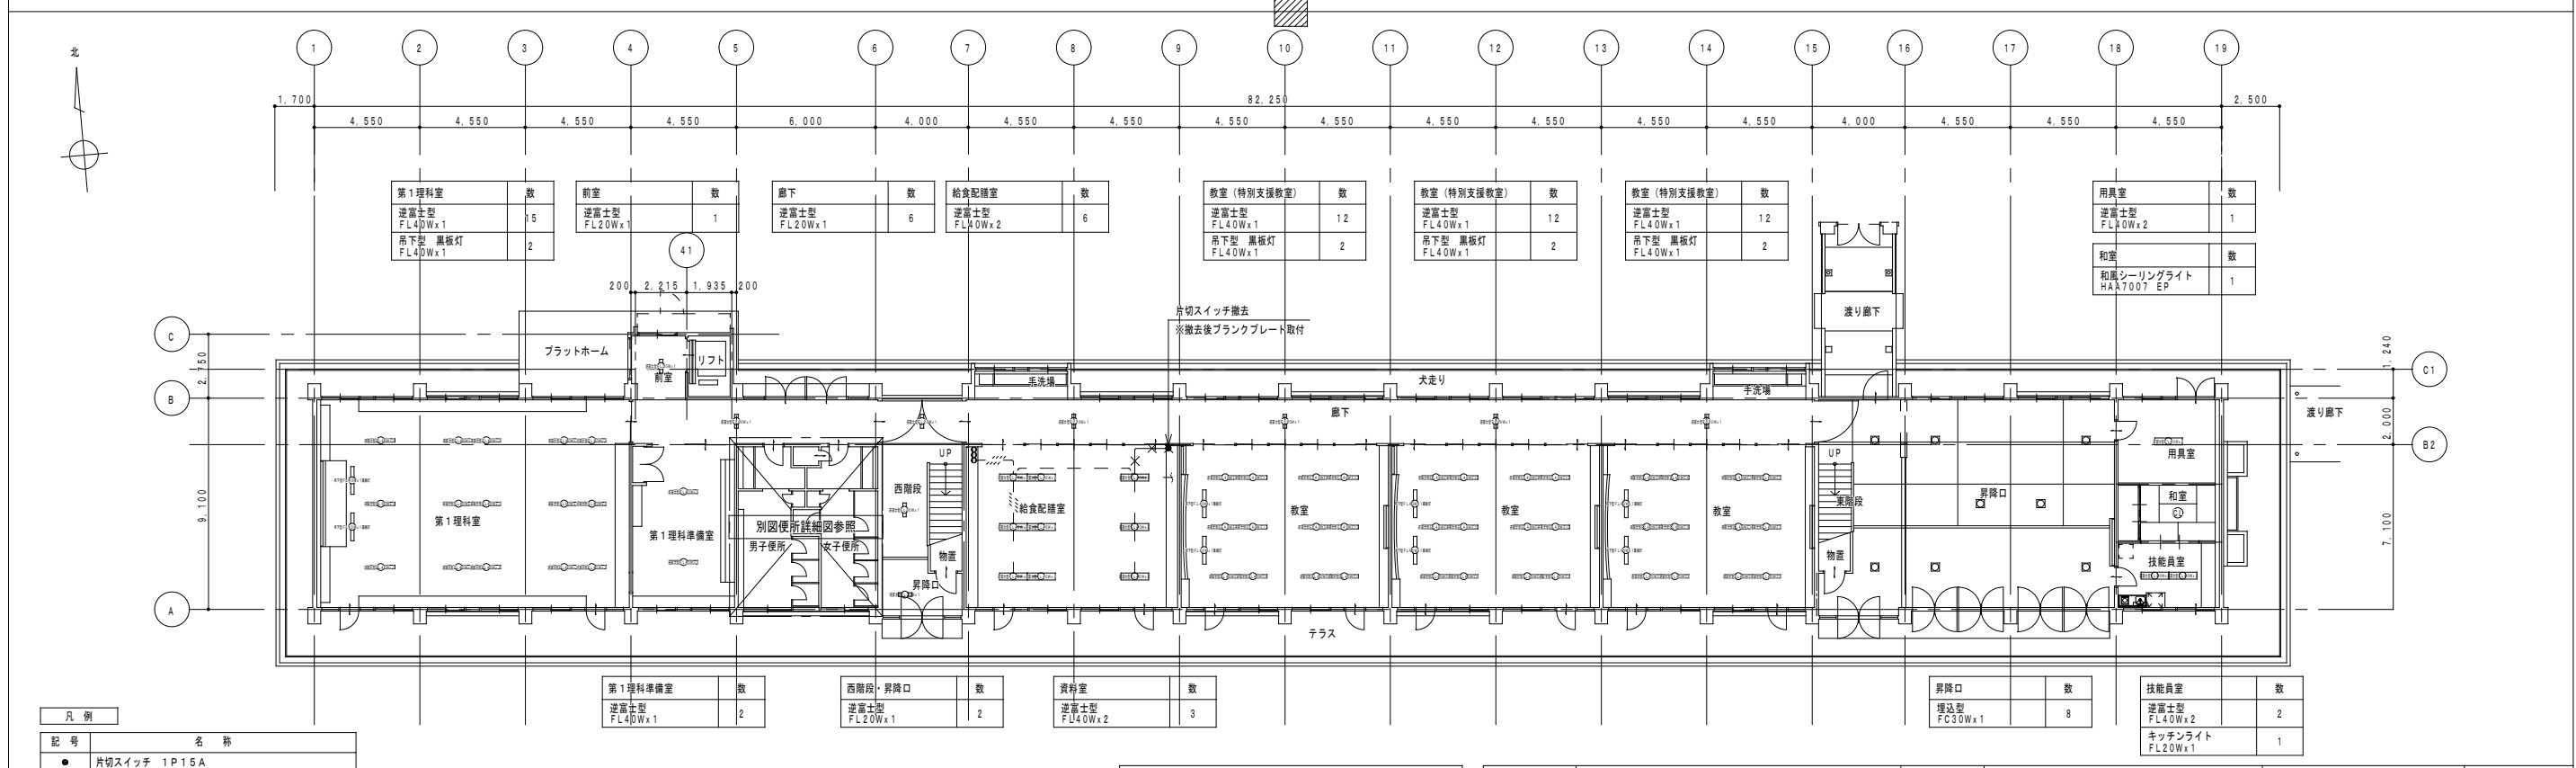 北
1 2 3 4 5 6 7 8 9 10 11 12 13 14 15 16 17 18 19
1,700 82,250 2,500
4,550 4,550 4,550 4,550 6,000 4,000 4,550 4,550 4,550 4,550 4,550 4,550 4,550 4,550 4,000 4,550 4,550 4,550
第1理科室 数
逆富士型
FL40Wx1 15
吊下型 黒板灯
FL40Wx1 2
前室 数
逆富士型
FL20Wx1 1
廊下 数
逆富士型
FL20Wx1 6
給食配膳室 数
逆富士型
FL40Wx2 6
教室(特別支援教室) 数
逆富士型
FL40Wx1 12
吊下型 黒板灯
FL40Wx1 2
教室(特別支援教室) 数
逆富士型
FL40Wx1 12
吊下型 黒板灯
FL40Wx1 2
教室(特別支援教室) 数
逆富士型
FL40Wx1 12
吊下型 黒板灯
FL40Wx1 2
用具室 数
逆富士型
FL40Wx2 1
和室 数
和風シーリングライト
HAA7007 EP 1
41
200 2,215 1,935 200
片切スイッチ撤去
※撤去後ブランクプレート取付
渡り廊下
C
プラットホーム
リフト
前室
2,750
1,240
C1
手洗場
犬走り
手洗場
B
廊下
渡り廊下
2,000
B2
UP
UP
用具室
西階段
昇降口
和室
東階段
9,100
第1理科室
給食配膳室
教室
教室
教室
別図便所詳細図参照
第1理科準備室
男子便所
女子便所
物置
物置
7,100
技能員室
昇降口
A
テラス
第1理科準備室 数
逆富士型
FL40Wx1 2
西階段・昇降口 数
逆富士型
FL20Wx1 2
資料室 数
逆富士型
FL40Wx2 3
昇降口 数
埋込型
FC30Wx1 8
技能員室 数
逆富士型
FL40Wx2 2
キッチンライト
FL20Wx1 1
凡 例
記 号 名 称
● 片切スイッチ 1P15A